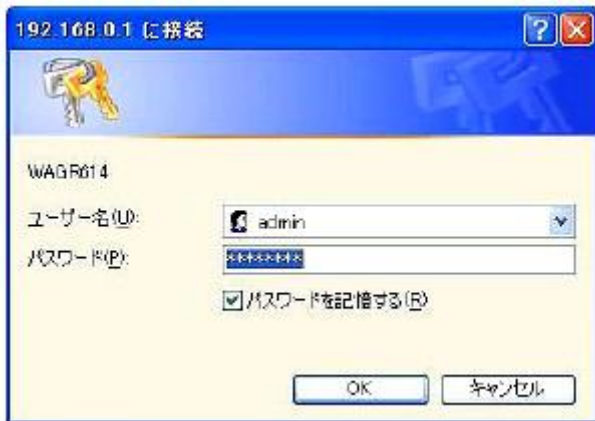 192.168.0.1 に接続
WAGR614
ユーザー名(U):
admin
パスワード(P):
********
パスワードを記憶する(R)
OK
キャンセル